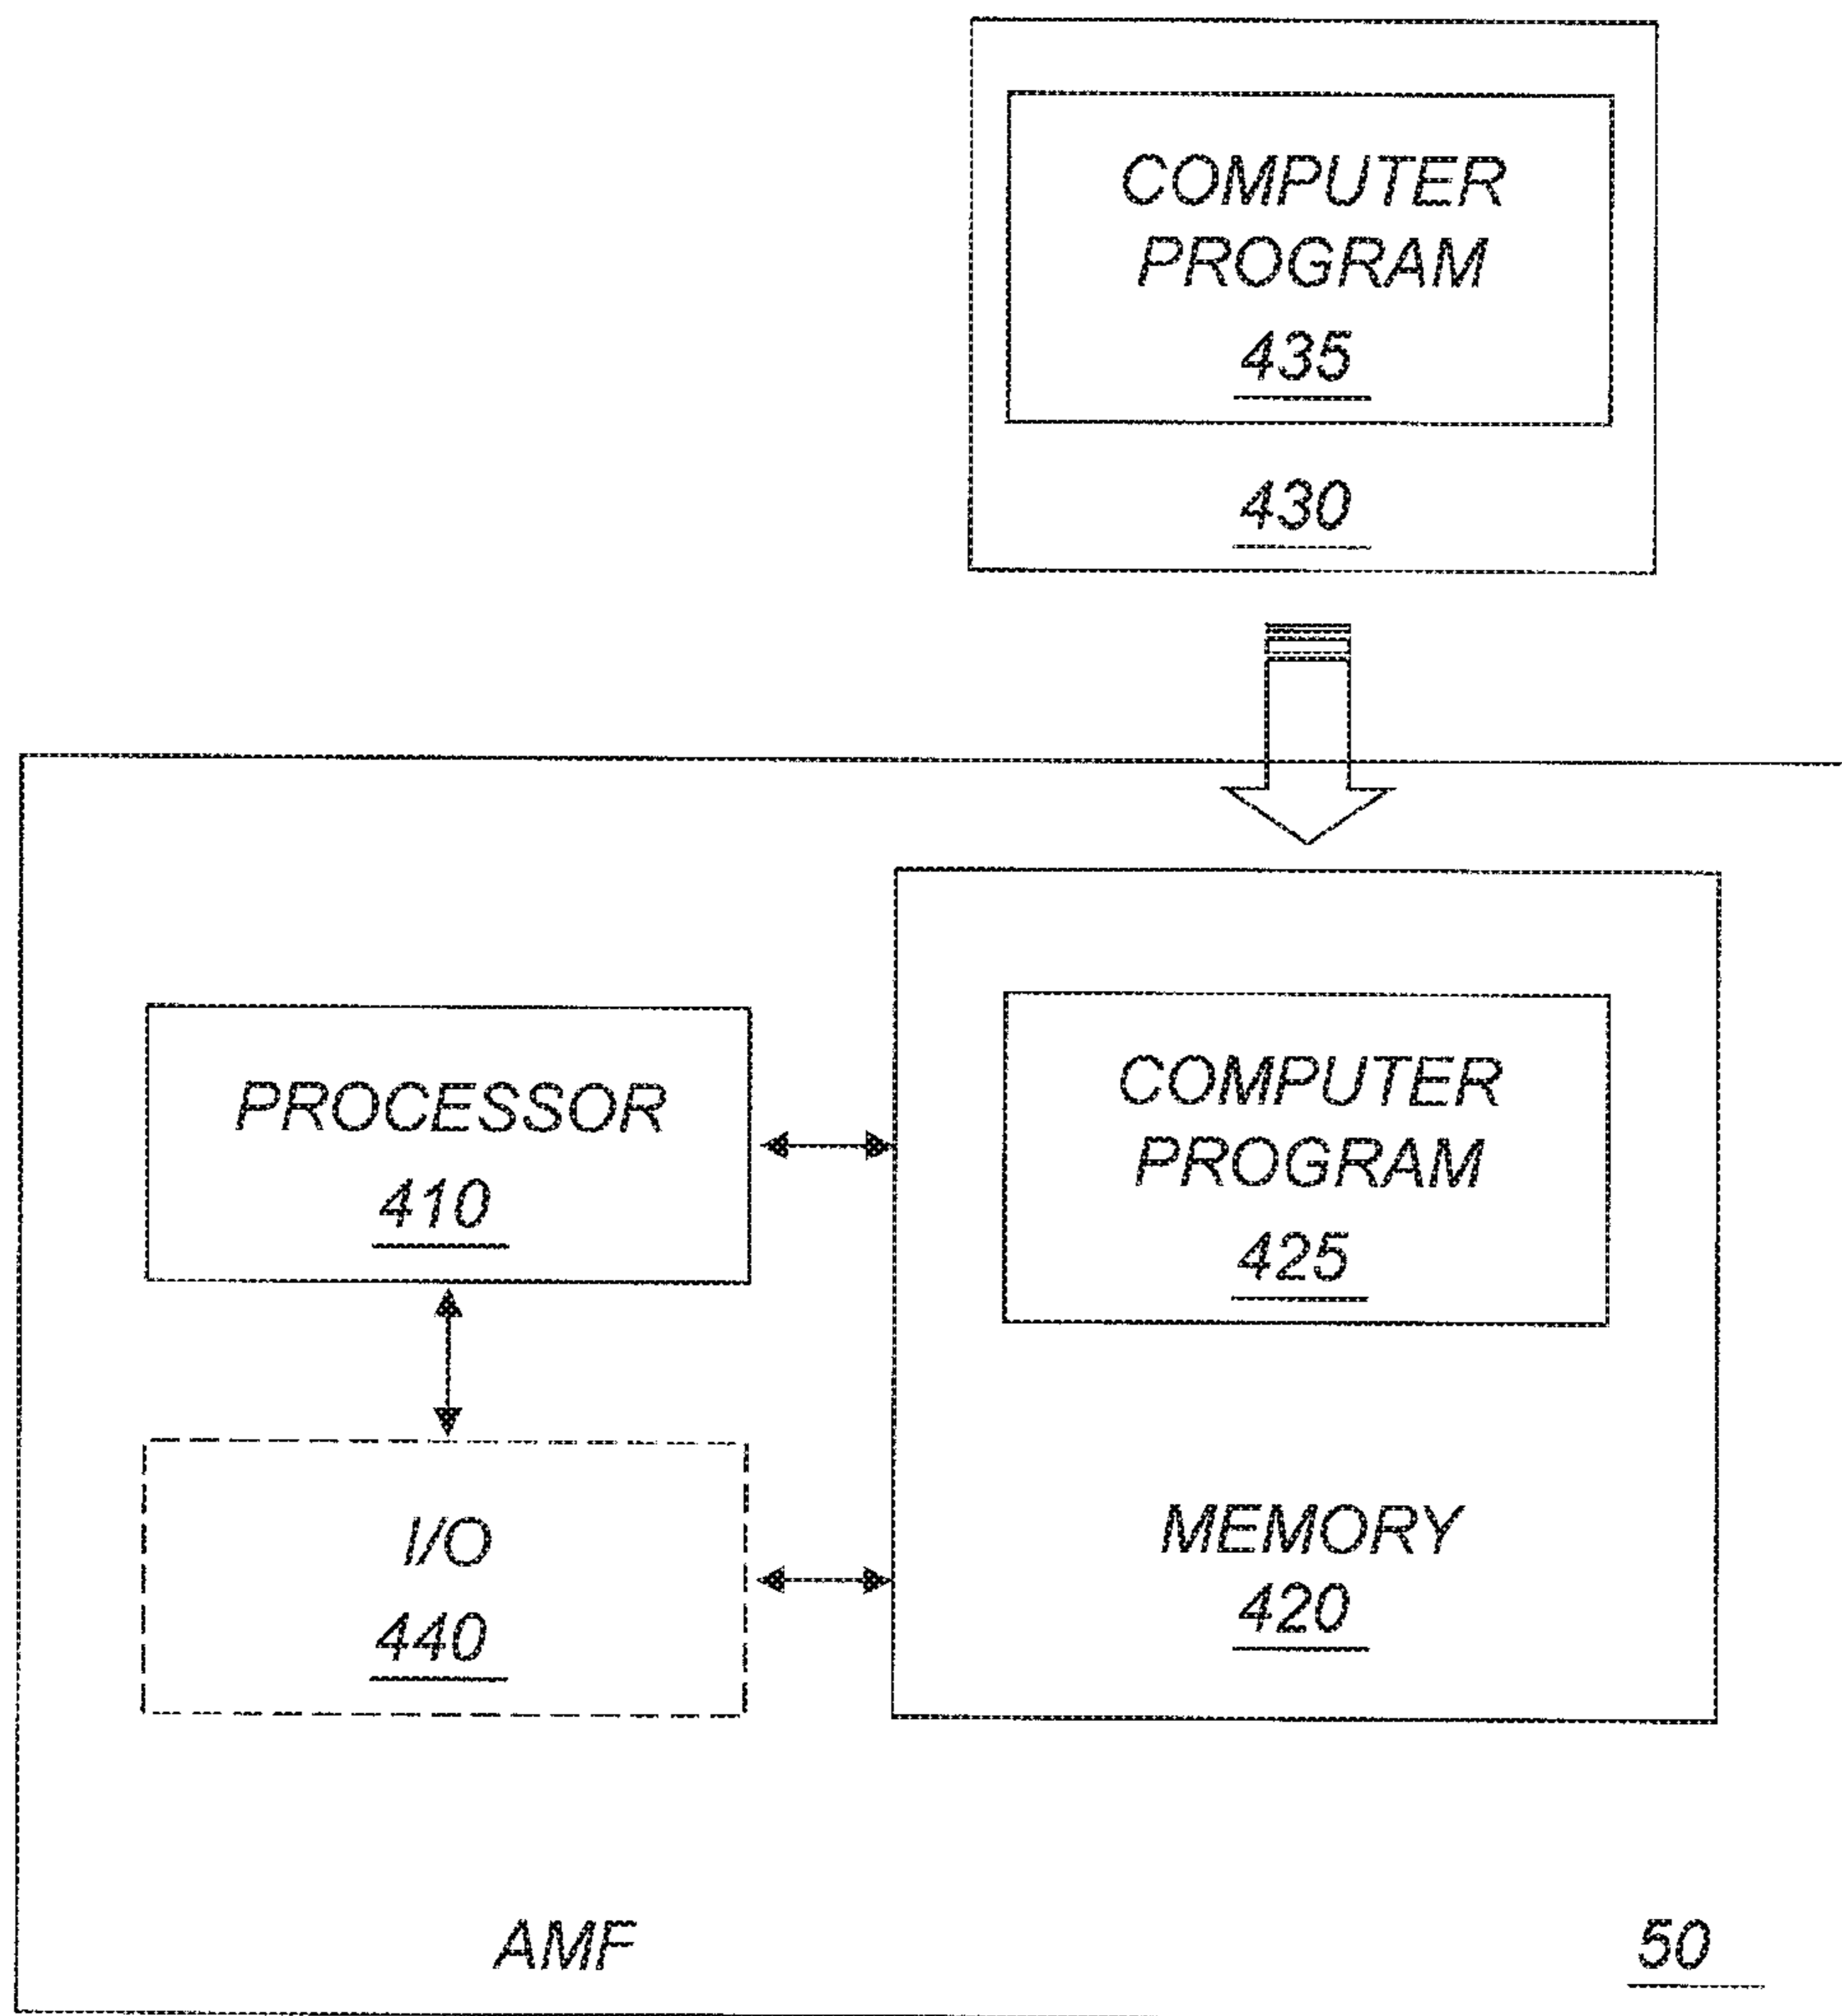 COMPUTER
PROGRAM
435
430
PROCESSOR
410
COMPUTER
PROGRAM
425
I/O
440
MEMORY
420
AMF
50